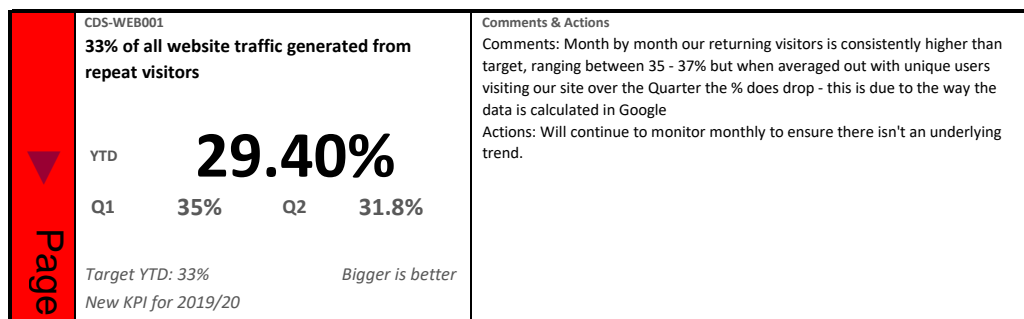 CDS-WEB001
33% of all website traffic generated from
repeat visitors
YTD
29.40%
Q1 35% Q2 31.8%
Target YTD: 33% Bigger is better
New KPI for 2019/20
Page
Comments & Actions
Comments: Month by month our returning visitors is consistently higher than
target, ranging between 35 - 37% but when averaged out with unique users
visiting our site over the Quarter the % does drop - this is due to the way the
data is calculated in Google
Actions: Will continue to monitor monthly to ensure there isn't an underlying
trend.